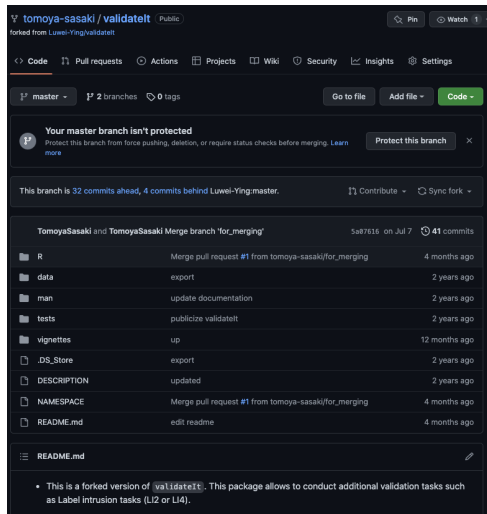 tomoya-sasaki / validateIt Public
Pin Watch 1
forked from Luwei-Ying/validateIt
Code Pull requests Actions Projects Wiki Security Insights Settings
master 2 branches 0 tags Go to file Add file Code
Your master branch isn't protected
Protect this branch from force pushing, deletion, or require status checks before merging. Learn more
Protect this branch
This branch is 32 commits ahead, 4 commits behind Luwei-Ying:master. Contribute Sync fork
TomoyaSasaki and TomoyaSasaki Merge branch 'for_merging' 5a07616 on Jul 7 41 commits
R Merge pull request #1 from tomoya-sasaki/for_merging 4 months ago
data export 2 years ago
man update documentation 2 years ago
tests publicize validateIt 2 years ago
vignettes up 12 months ago
.DS_Store export 2 years ago
DESCRIPTION updated 2 years ago
NAMESPACE Merge pull request #1 from tomoya-sasaki/for_merging 4 months ago
README.md edit readme 4 months ago
README.md
• This is a forked version of validateIt. This package allows to conduct additional validation tasks such
as Label intrusion tasks (LI2 or LI4).